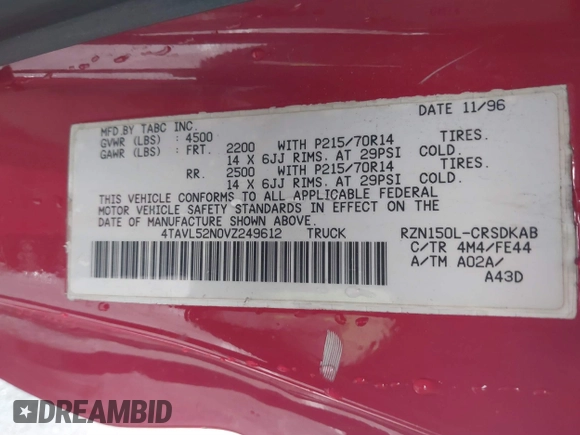 DATE 11/96
MFD.BY TABC INC.
GVWR (LBS) : 4500
GAWR (LBS) : FRT. 2200 WITH P215/70R14 TIRES.
14 X 6JJ RIMS. AT 29PSI COLD.
RR. 2500 WITH P215/70R14 TIRES.
14 X 6JJ RIMS. AT 29PSI COLD.
THIS VEHICLE CONFORMS TO ALL APPLICABLE FEDERAL
MOTOR VEHICLE SAFETY STANDARDS IN EFFECT ON THE
DATE OF MANUFACTURE SHOWN ABOVE.
4TAVL52N0VZ249612 TRUCK RZN150L-CRSDKAB
C/TR 4M4/FE44
A/TM A02A/
A43D
DREAMBID